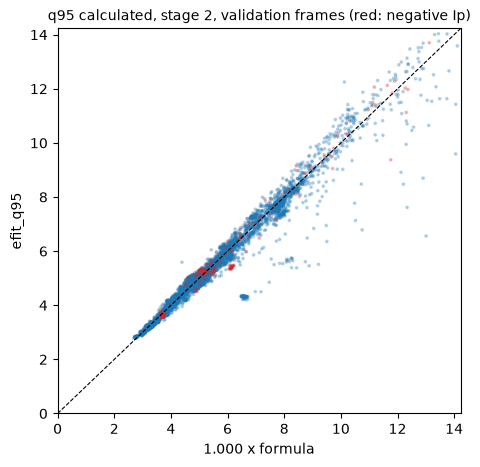 q95 calculated, stage 2, validation frames (red: negative Ip)
14
12
10
8
6
4
2
0
efit_q95
0 2 4 6 8 10 12 14
1.000 x formula